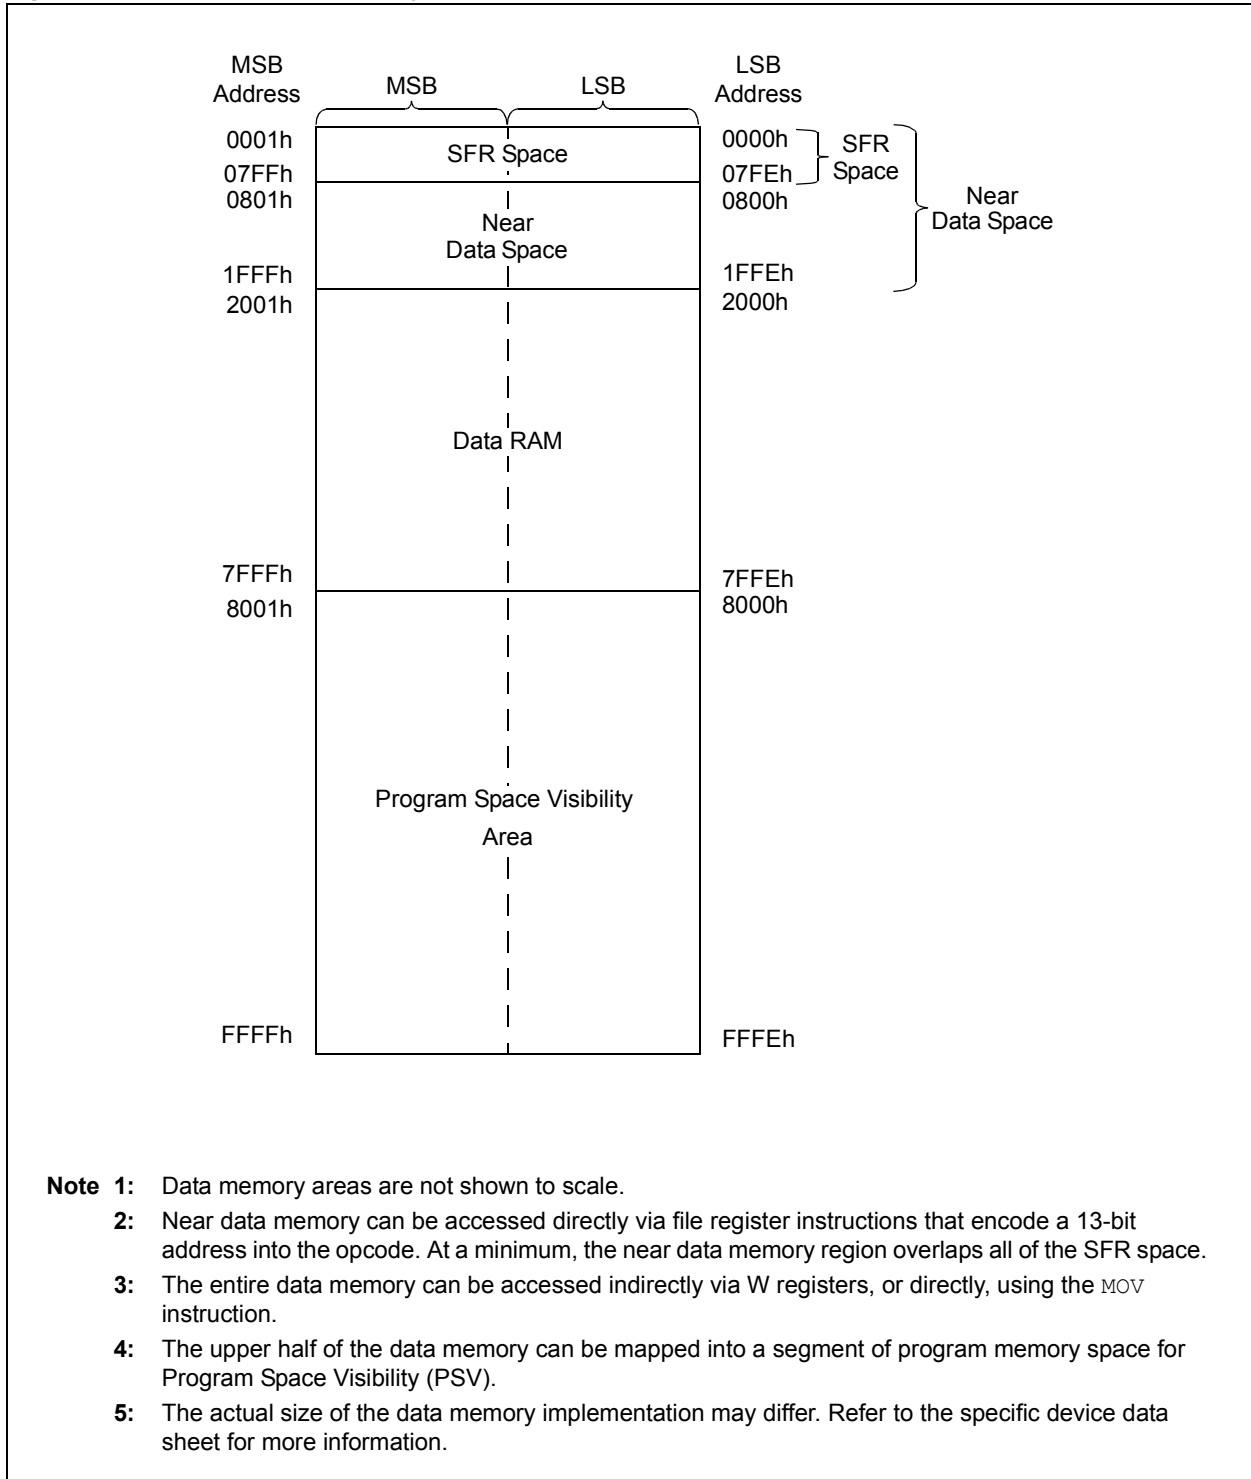 MSB
Address
MSB
LSB
LSB
Address
0001h
SFR Space
0000h
SFR
Space
07FFh
07FEh
0801h
0800h
Near
Data Space
Near
Data Space
1FFFh
1FFEh
2001h
2000h
Data RAM
7FFFh
7FFEh
8001h
8000h
Program Space Visibility
Area
FFFFh
FFFEh
Note 1: Data memory areas are not shown to scale.
2: Near data memory can be accessed directly via file register instructions that encode a 13-bit
address into the opcode. At a minimum, the near data memory region overlaps all of the SFR space.
3: The entire data memory can be accessed indirectly via W registers, or directly, using the MOV
instruction.
4: The upper half of the data memory can be mapped into a segment of program memory space for
Program Space Visibility (PSV).
5: The actual size of the data memory implementation may differ. Refer to the specific device data
sheet for more information.